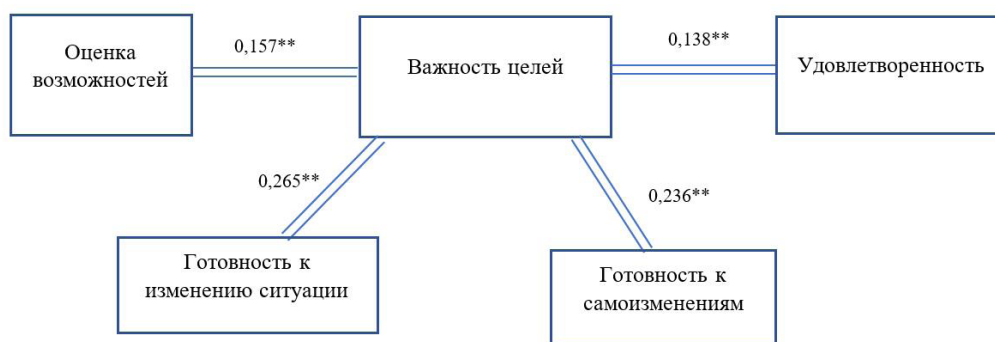 Оценка
возможностей
0,157**
Важность целей
0,138**
Удовлетворенность
0,265**
0,236**
Готовность к
изменению ситуации
Готовность к
самоизменениям